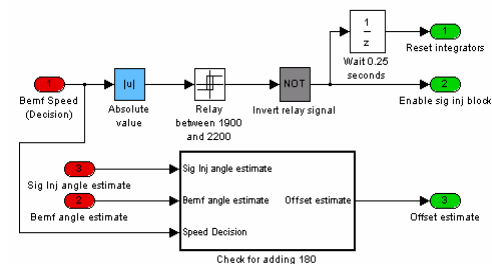 1
z
1
Reset integrators
Wait 0.25
seconds
1
Bemf Speed
(Decision)
|u|
Absolute
value
Relay
between 1900
and 2200
NOT
Invert relay signal
2
Enable sig inj block
3
Sig Inj angle estimate
2
Bemf angle estimate
Sig Inj angle estimate
Bemf angle estimate
Speed Decision
Offset estimate
3
Offset estimate
Check for adding 180